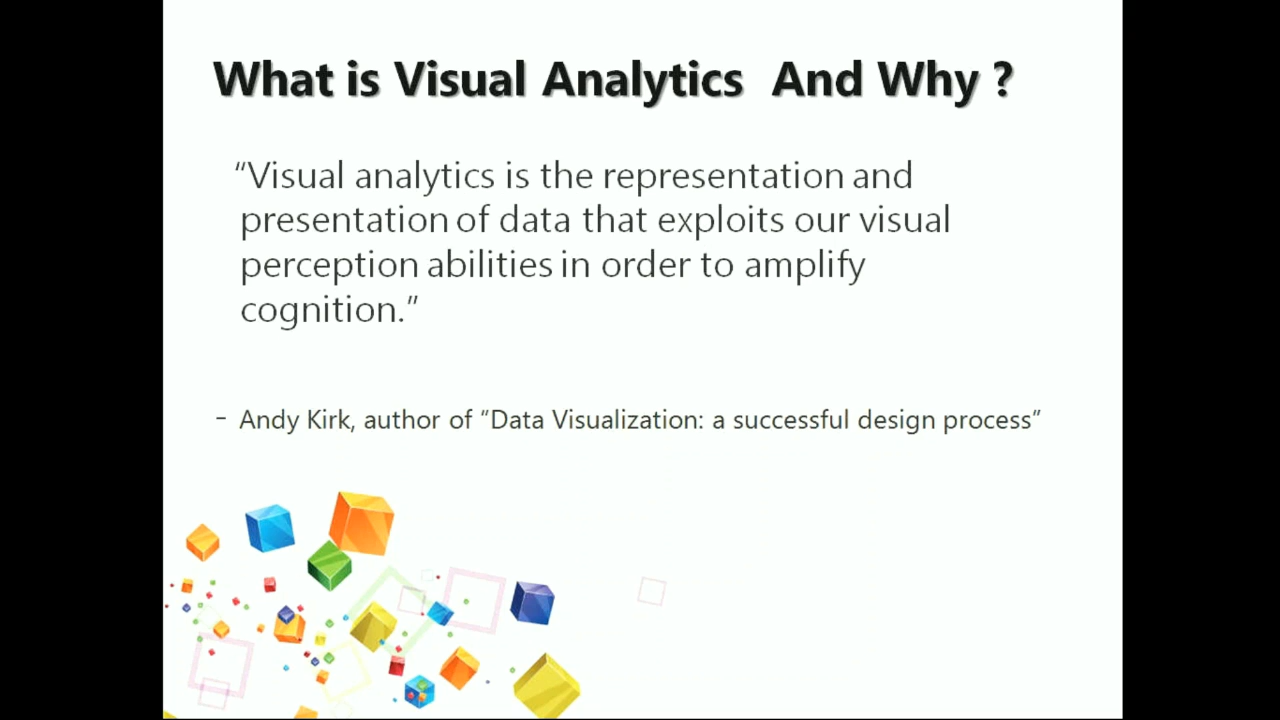 What is Visual Analytics And Why ?
“Visual analytics is the representation and
presentation of data that exploits our visual
perception abilities in order to amplify
cognition.”
- Andy Kirk, author of “Data Visualization: a successful design process”